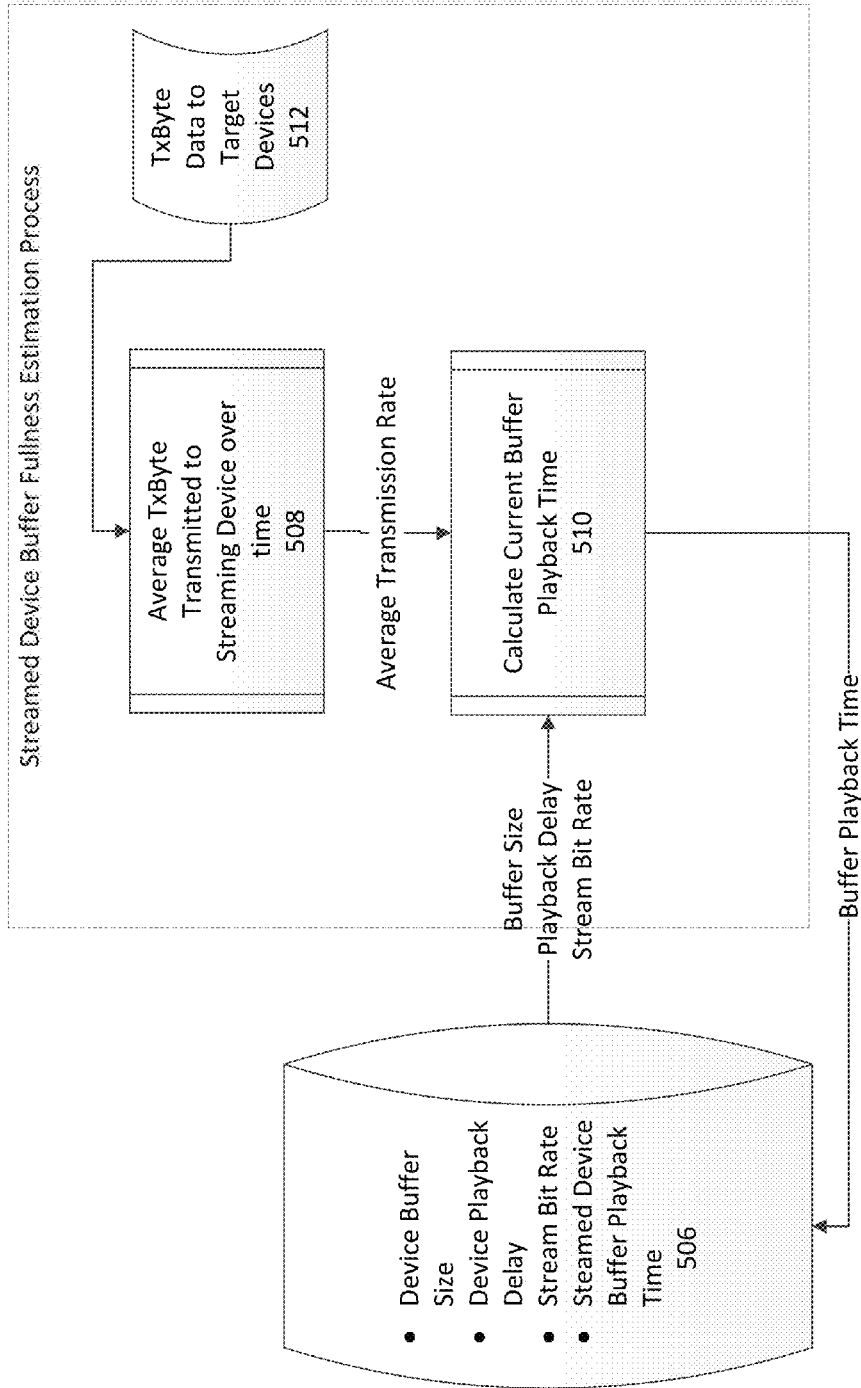 Streamed Device Buffer Fullness Estimation Process
TxByte
Data to
Target
Devices
512
Average TxByte
Transmitted to
Streaming Device over
time
508
Average Transmission Rate
Calculate Current Buffer
Playback Time
510
Buffer Size
Playback Delay
Stream Bit Rate
Buffer Playback Time
• Device Buffer
Size
• Device Playback
Delay
• Stream Bit Rate
• Steamed Device
Buffer Playback
Time
506